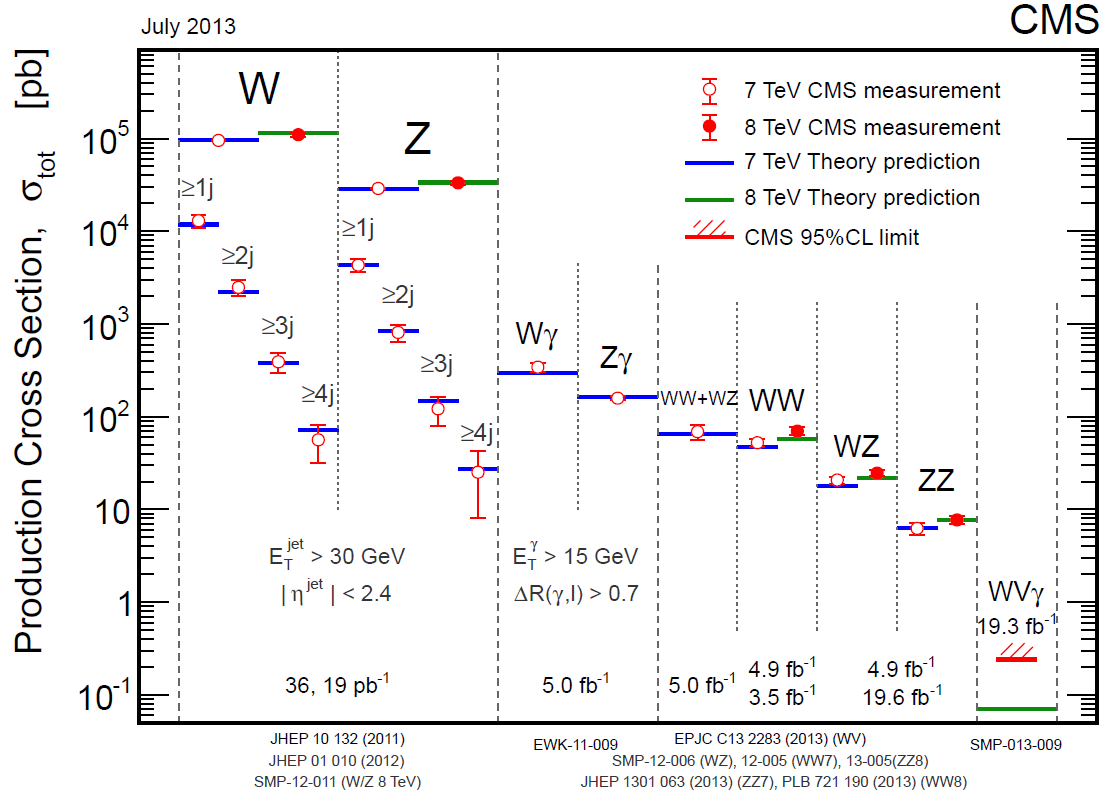 July 2013
CMS
Production Cross Section, σtot [pb]
10⁵
10⁴
10³
10²
10
1
10⁻¹
W
Z
7 TeV CMS measurement
8 TeV CMS measurement
7 TeV Theory prediction
8 TeV Theory prediction
CMS 95%CL limit
≥1j
≥2j
≥3j
≥4j
≥1j
≥2j
≥3j
≥4j
Wγ
Zγ
WW+WZ
WW
WZ
ZZ
WVγ
19.3 fb⁻¹
E_T^jet > 30 GeV
| η^jet | < 2.4
E_T^γ > 15 GeV
ΔR(γ,l) > 0.7
36, 19 pb⁻¹
5.0 fb⁻¹
5.0 fb⁻¹
4.9 fb⁻¹
3.5 fb⁻¹
4.9 fb⁻¹
19.6 fb⁻¹
JHEP 10 132 (2011)
JHEP 01 010 (2012)
SMP-12-011 (W/Z 8 TeV)
EWK-11-009
EPJC C13 2283 (2013) (WV)
SMP-12-006 (WZ), 12-005 (WW7), 13-005(ZZ8)
JHEP 1301 063 (2013) (ZZ7), PLB 721 190 (2013) (WW8)
SMP-013-009